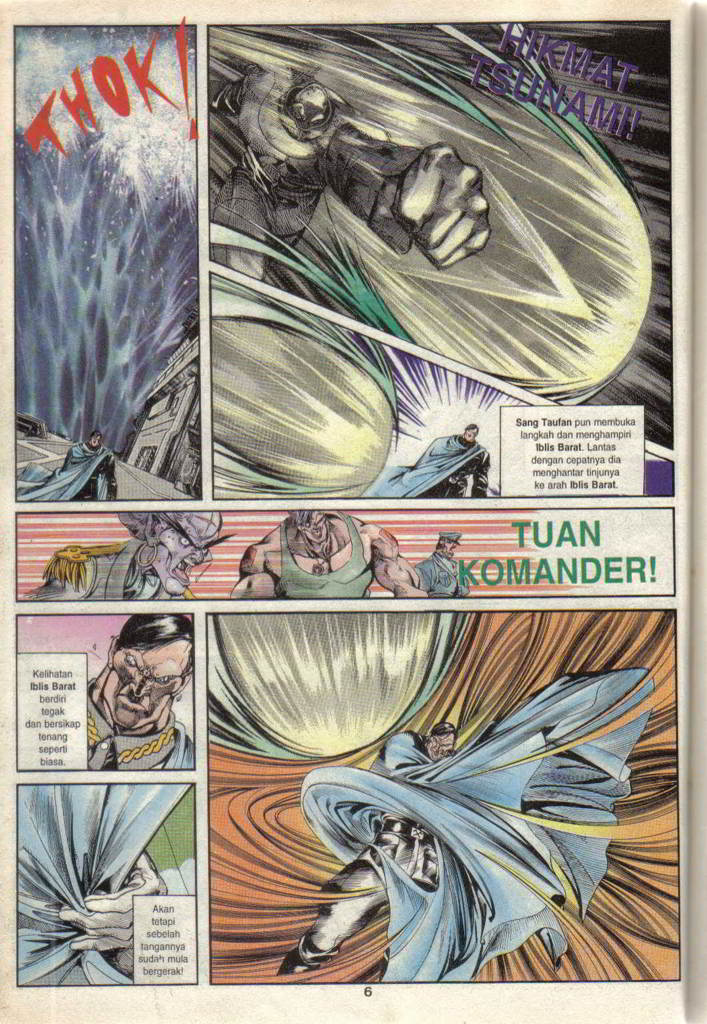 THOK!
HIKMAT
TSUNAMI!
Sang Taufan pun membuka
langkah dan menghampiri
Iblis Barat. Lantas
dengan cepatnya dia
menghantar tinjunya
ke arah Iblis Barat.
TUAN
KOMANDER!
Kelihatan
Iblis Barat
berdiri
tegak
dan bersikap
tenang
seperti
biasa.
Akan
tetapi
sebelah
tangannya
sudah mula
bergerak!
6